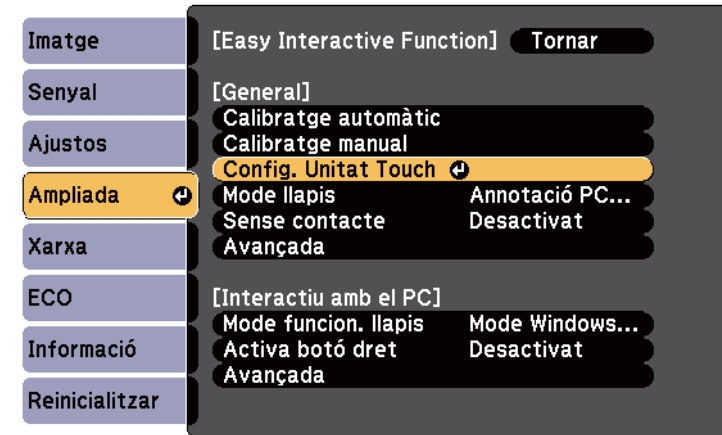 Imatge
Senyal
Ajustos
Ampliada
Xarxa
ECO
Informació
Reinicialitzar
[Easy Interactive Function] Tornar
[General]
Calibratge automàtic
Calibratge manual
Config. Unitat Touch
Mode llapis Annotació PC...
Sense contacte Desactivat
Avançada
[Interactiu amb el PC]
Mode funcion. llapis Mode Windows...
Activa botó dret Desactivat
Avançada